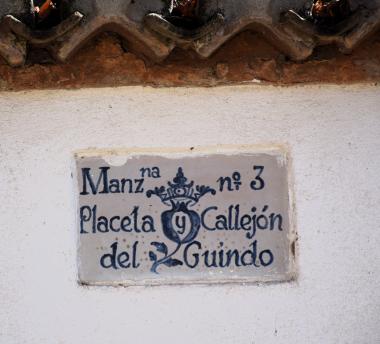 Manzna nº 3
Placeta y Callejón
del Guindo